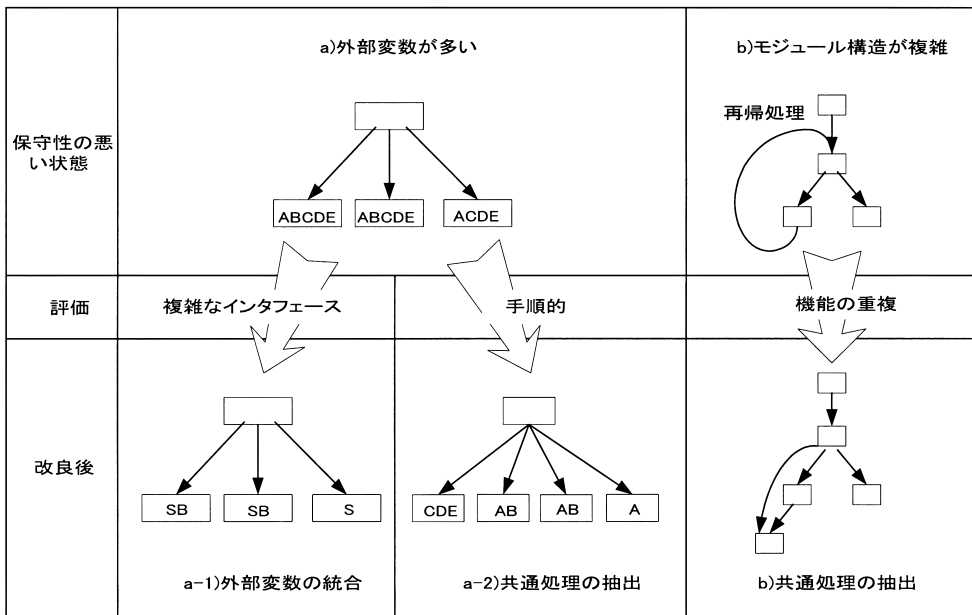 a)外部変数が多い
b)モジュール構造が複雑
保守性の悪
い状態
再帰処理
ABCDE
ABCDE
ACDE
評価
複雑なインタフェース
手順的
機能の重複
改良後
SB
SB
S
CDE
AB
AB
A
a-1)外部変数の統合
a-2)共通処理の抽出
b)共通処理の抽出